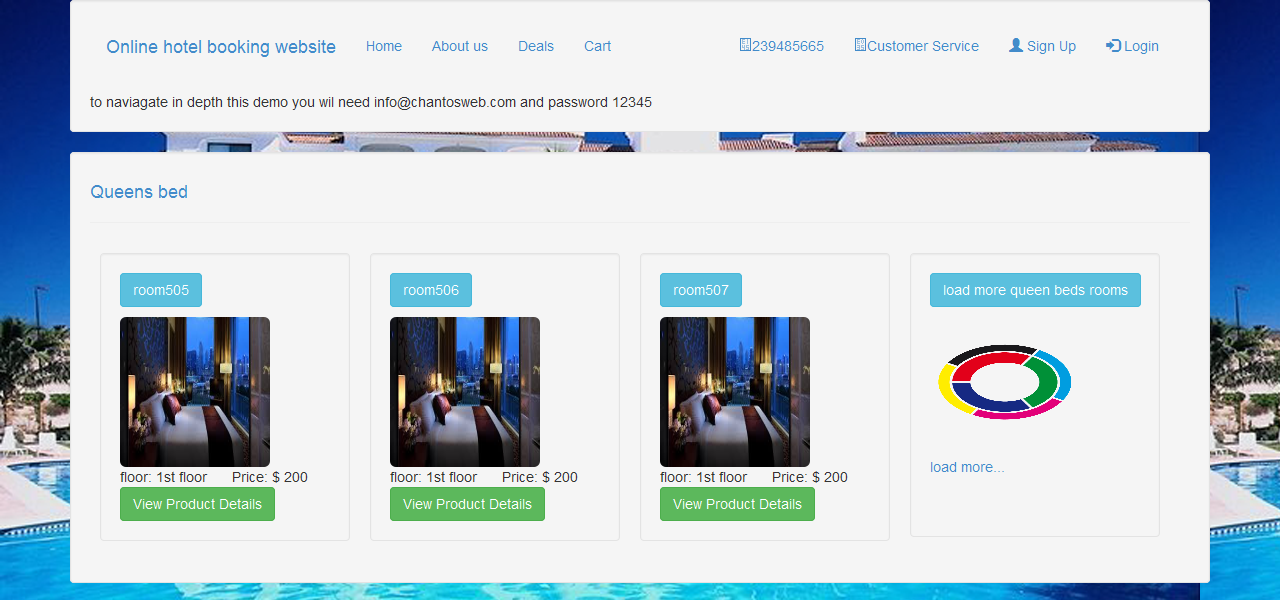 Online hotel booking website Home About us Deals Cart 239485665 Customer Service Sign Up Login
to naviagate in depth this demo you wil need info@chantosweb.com and password 12345
Queens bed
room505
floor: 1st floor Price: $ 200
View Product Details
room506
floor: 1st floor Price: $ 200
View Product Details
room507
floor: 1st floor Price: $ 200
View Product Details
load more queen beds rooms
load more...